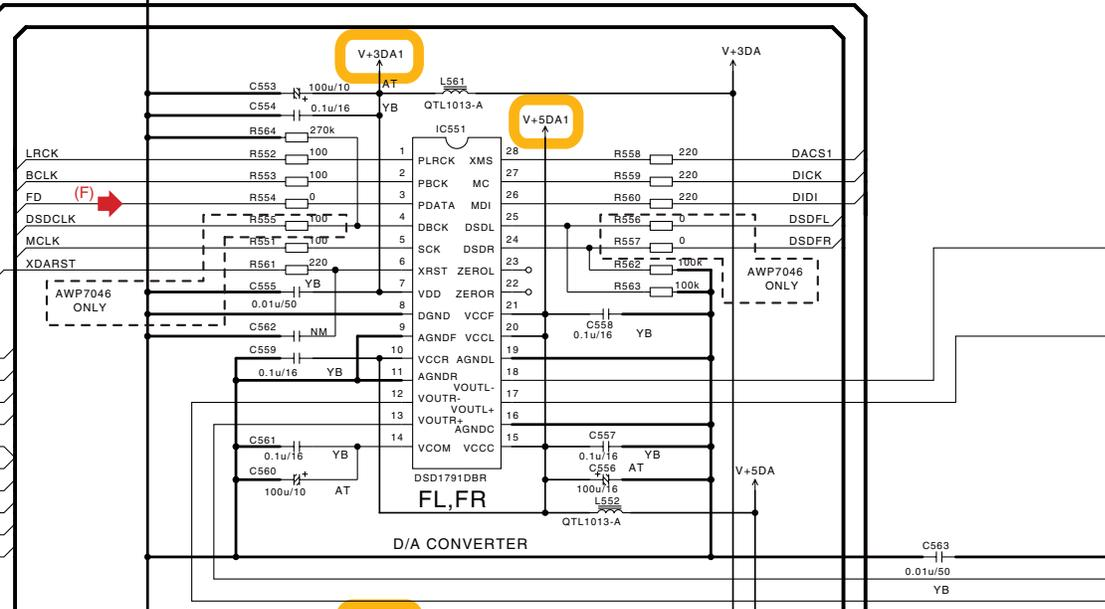 V+3DA1
V+3DA
AT
C553 100u/10 L561
+
C554 0.1u/16 YB QTL1013-A
V+5DA1
R564 270k IC551
LRCK R552 100 1 PLRCK XMS 28 R558 220 DACS1
BCLK R553 100 2 PBCK MC 27 R559 220 DICK
(F)
FD R554 0 3 PDATA MDI 26 R560 220 DIDI
DSDCLK R555 100 4 DBCK DSDL 25 R556 0 DSDFL
MCLK R551 100 5 SCK DSDR 24 R557 0 DSDFR
XDARST R561 220 6 XRST ZEROL 23 R562 100k
AWP7046
ONLY
C555 YB 7 VDD ZEROR 22 R563 100k
0.01u/50
AWP7046
ONLY
8 DGND VCCF 21 C558
0.1u/16 YB
C562 NM 9 AGNDF VCCL 20
C559 10 VCCR AGNDL 19
0.1u/16 YB 11 AGNDR 18
VOUTL-
12 VOUTR- 17
VOUTL+
13 VOUTR+ 16
AGNDC
C561 14 VCOM VCCC 15 C557
0.1u/16 YB 0.1u/16 YB
C560 + C556 AT
+
100u/10 AT 100u/16
V+5DA
DSD1791DBR
FL,FR
L552
QTL1013-A
D/A CONVERTER
C563
0.01u/50
YB